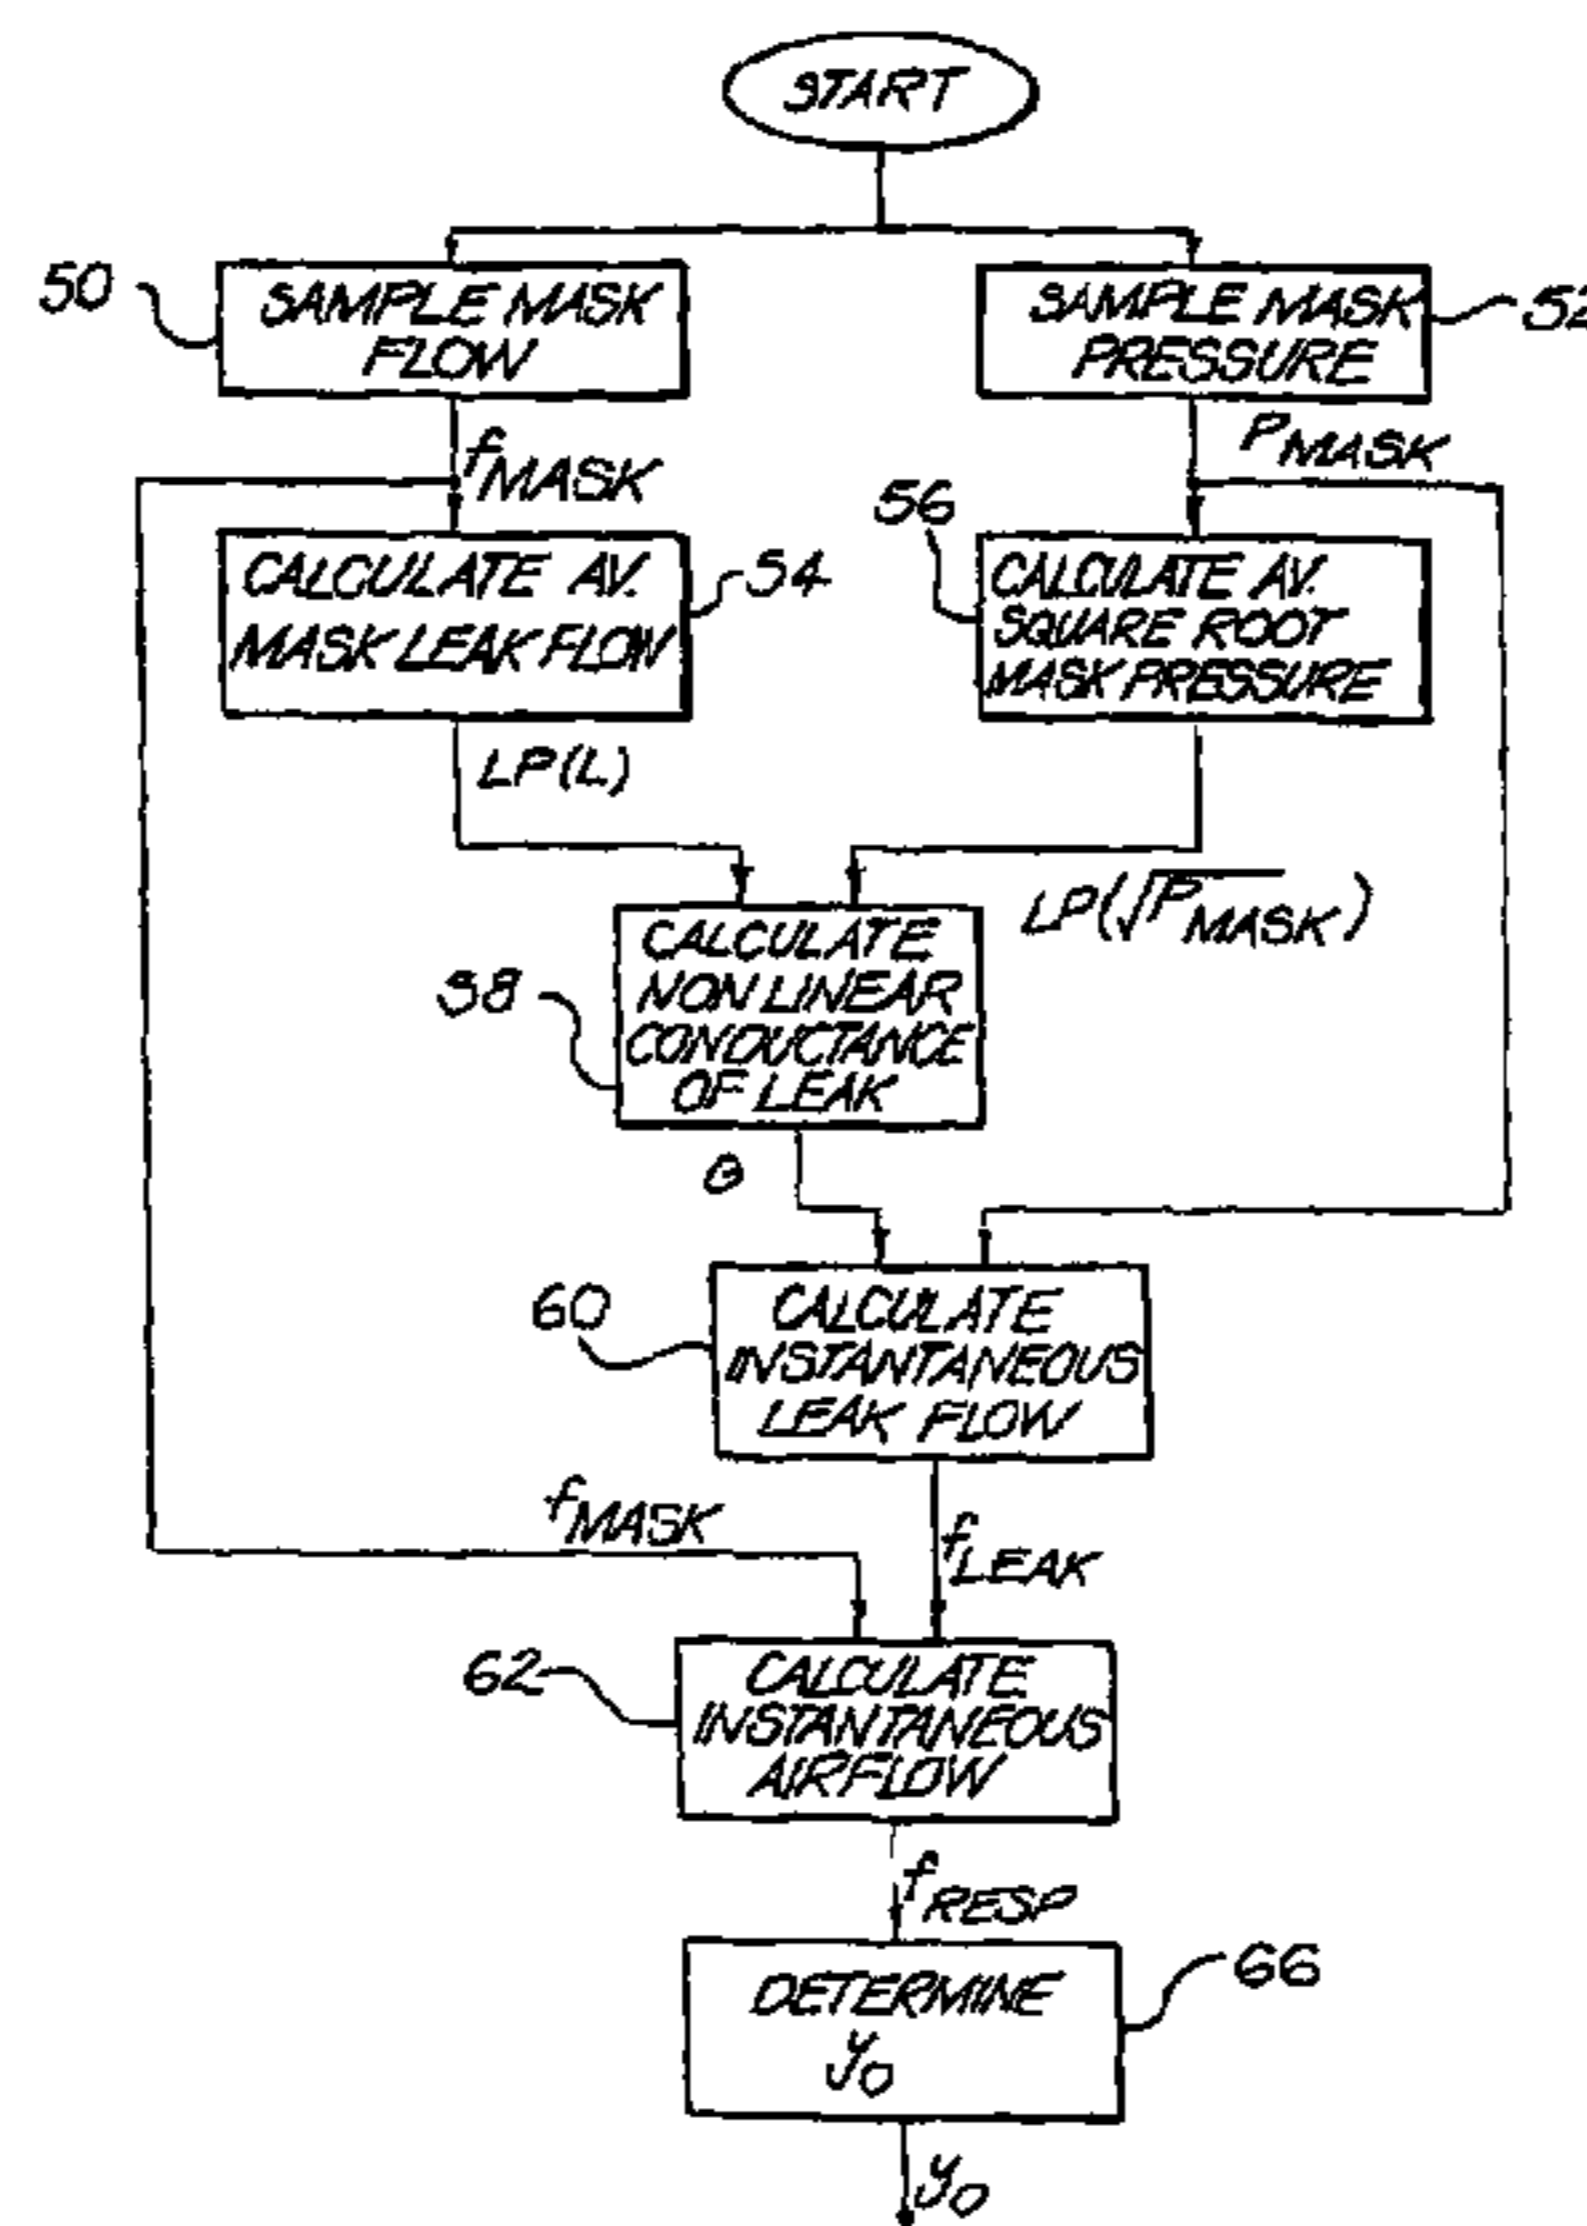 START
50
SAMPLE MASK
FLOW
SAMPLE MASK
PRESSURE
52
fMASK
PMASK
CALCULATE AV.
MASK LEAK FLOW
54
56
CALCULATE AV.
SQUARE ROOT
MASK PRESSURE
LP(L)
LP(√PMASK)
58
CALCULATE
NON LINEAR
CONDUCTANCE
OF LEAK
60
CALCULATE
INSTANTANEOUS
LEAK FLOW
fMASK
fLEAK
62
CALCULATE
INSTANTANEOUS
AIRFLOW
fRESP
DETERMINE
y0
66
y0